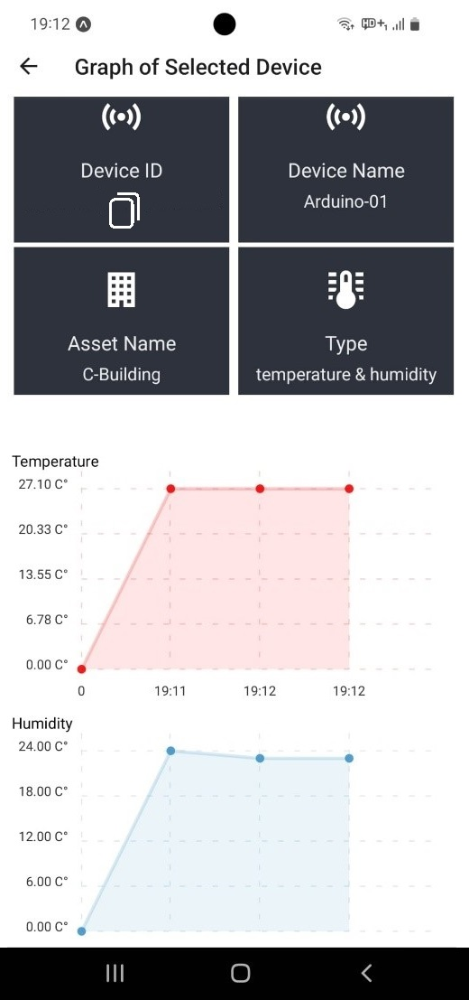 19:12
Graph of Selected Device
Device ID
Device Name
Arduino-01
Asset Name
C-Building
Type
temperature & humidity
Temperature
27.10 C°
20.33 C°
13.55 C°
6.78 C°
0.00 C°
0 19:11 19:12 19:12
Humidity
24.00 C°
18.00 C°
12.00 C°
6.00 C°
0.00 C°